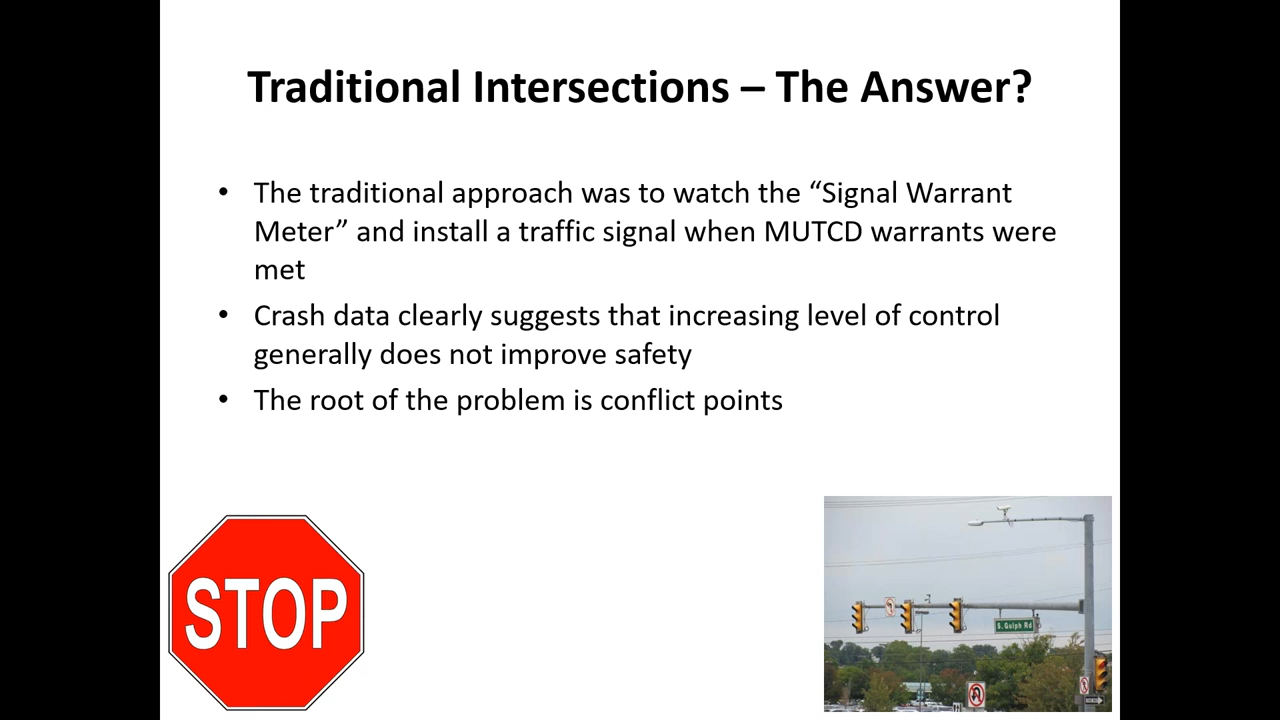 Traditional Intersections – The Answer?
• The traditional approach was to watch the “Signal Warrant
Meter” and install a traffic signal when MUTCD warrants were
met
• Crash data clearly suggests that increasing level of control
generally does not improve safety
• The root of the problem is conflict points
STOP
S. Gulph Rd